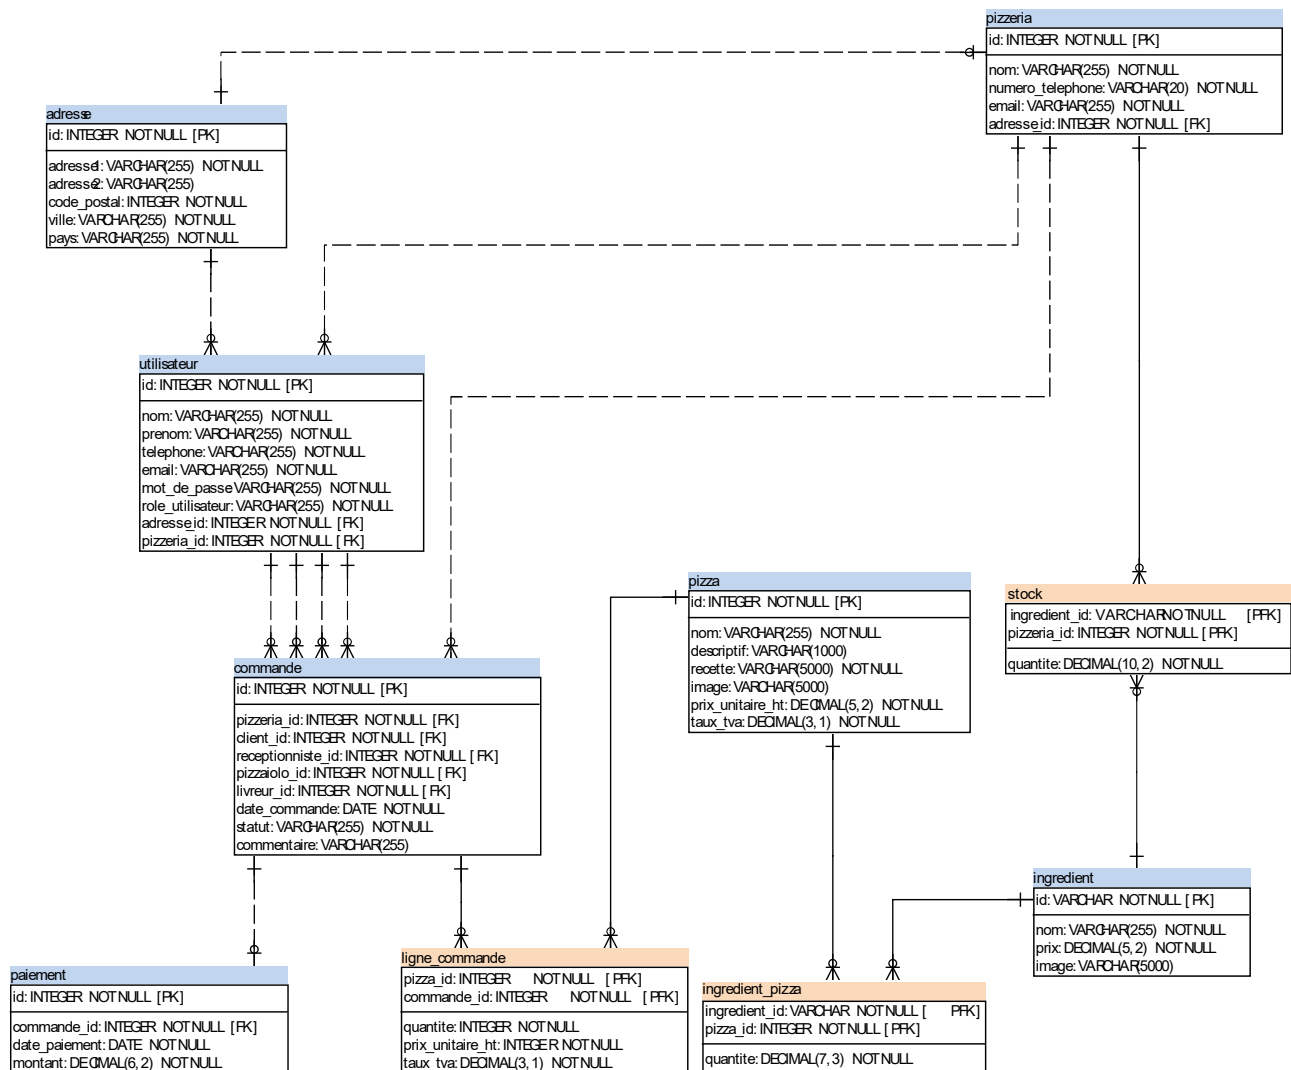 pizzeria
id: INTEGER NOT NULL [PK]
nom: VARCHAR(255) NOT NULL
numero_telephone: VARCHAR(20) NOT NULL
email: VARCHAR(255) NOT NULL
adresse_id: INTEGER NOT NULL [FK]
adresse
id: INTEGER NOT NULL [PK]
adresse1: VARCHAR(255) NOT NULL
adresse2: VARCHAR(255)
code_postal: INTEGER NOT NULL
ville: VARCHAR(255) NOT NULL
pays: VARCHAR(255) NOT NULL
utilisateur
id: INTEGER NOT NULL [PK]
nom: VARCHAR(255) NOT NULL
prenom: VARCHAR(255) NOT NULL
telephone: VARCHAR(255) NOT NULL
email: VARCHAR(255) NOT NULL
mot_de_passe VARCHAR(255) NOT NULL
role_utilisateur: VARCHAR(255) NOT NULL
adresse_id: INTEGER NOT NULL [FK]
pizzeria_id: INTEGER NOT NULL [FK]
pizza
id: INTEGER NOT NULL [PK]
nom: VARCHAR(255) NOT NULL
descriptif: VARCHAR(1000)
recette: VARCHAR(5000) NOT NULL
image: VARCHAR(5000)
prix_unitaire_ht: DECIMAL(5, 2) NOT NULL
taux_tva: DECIMAL(3, 1) NOT NULL
stock
ingredient_id: VARCHAR NOT NULL [PFK]
pizzeria_id: INTEGER NOT NULL [PFK]
quantite: DECIMAL(10, 2) NOT NULL
commande
id: INTEGER NOT NULL [PK]
pizzeria_id: INTEGER NOT NULL [FK]
client_id: INTEGER NOT NULL [FK]
receptionniste_id: INTEGER NOT NULL [FK]
pizzaiolo_id: INTEGER NOT NULL [FK]
livreur_id: INTEGER NOT NULL [FK]
date_commande: DATE NOT NULL
statut: VARCHAR(255) NOT NULL
commentaire: VARCHAR(255)
ingredient
id: VARCHAR NOT NULL [PK]
nom: VARCHAR(255) NOT NULL
prix: DECIMAL(5, 2) NOT NULL
image: VARCHAR(5000)
paiement
id: INTEGER NOT NULL [PK]
commande_id: INTEGER NOT NULL [FK]
date_paiement: DATE NOT NULL
montant: DECIMAL(6, 2) NOT NULL
ligne_commande
pizza_id: INTEGER NOT NULL [PFK]
commande_id: INTEGER NOT NULL [PFK]
quantite: INTEGER NOT NULL
prix_unitaire_ht: INTEGER NOT NULL
taux_tva: DECIMAL(3, 1) NOT NULL
ingredient_pizza
ingredient_id: VARCHAR NOT NULL [ PFK]
pizza_id: INTEGER NOT NULL [PFK]
quantite: DECIMAL(7, 3) NOT NULL